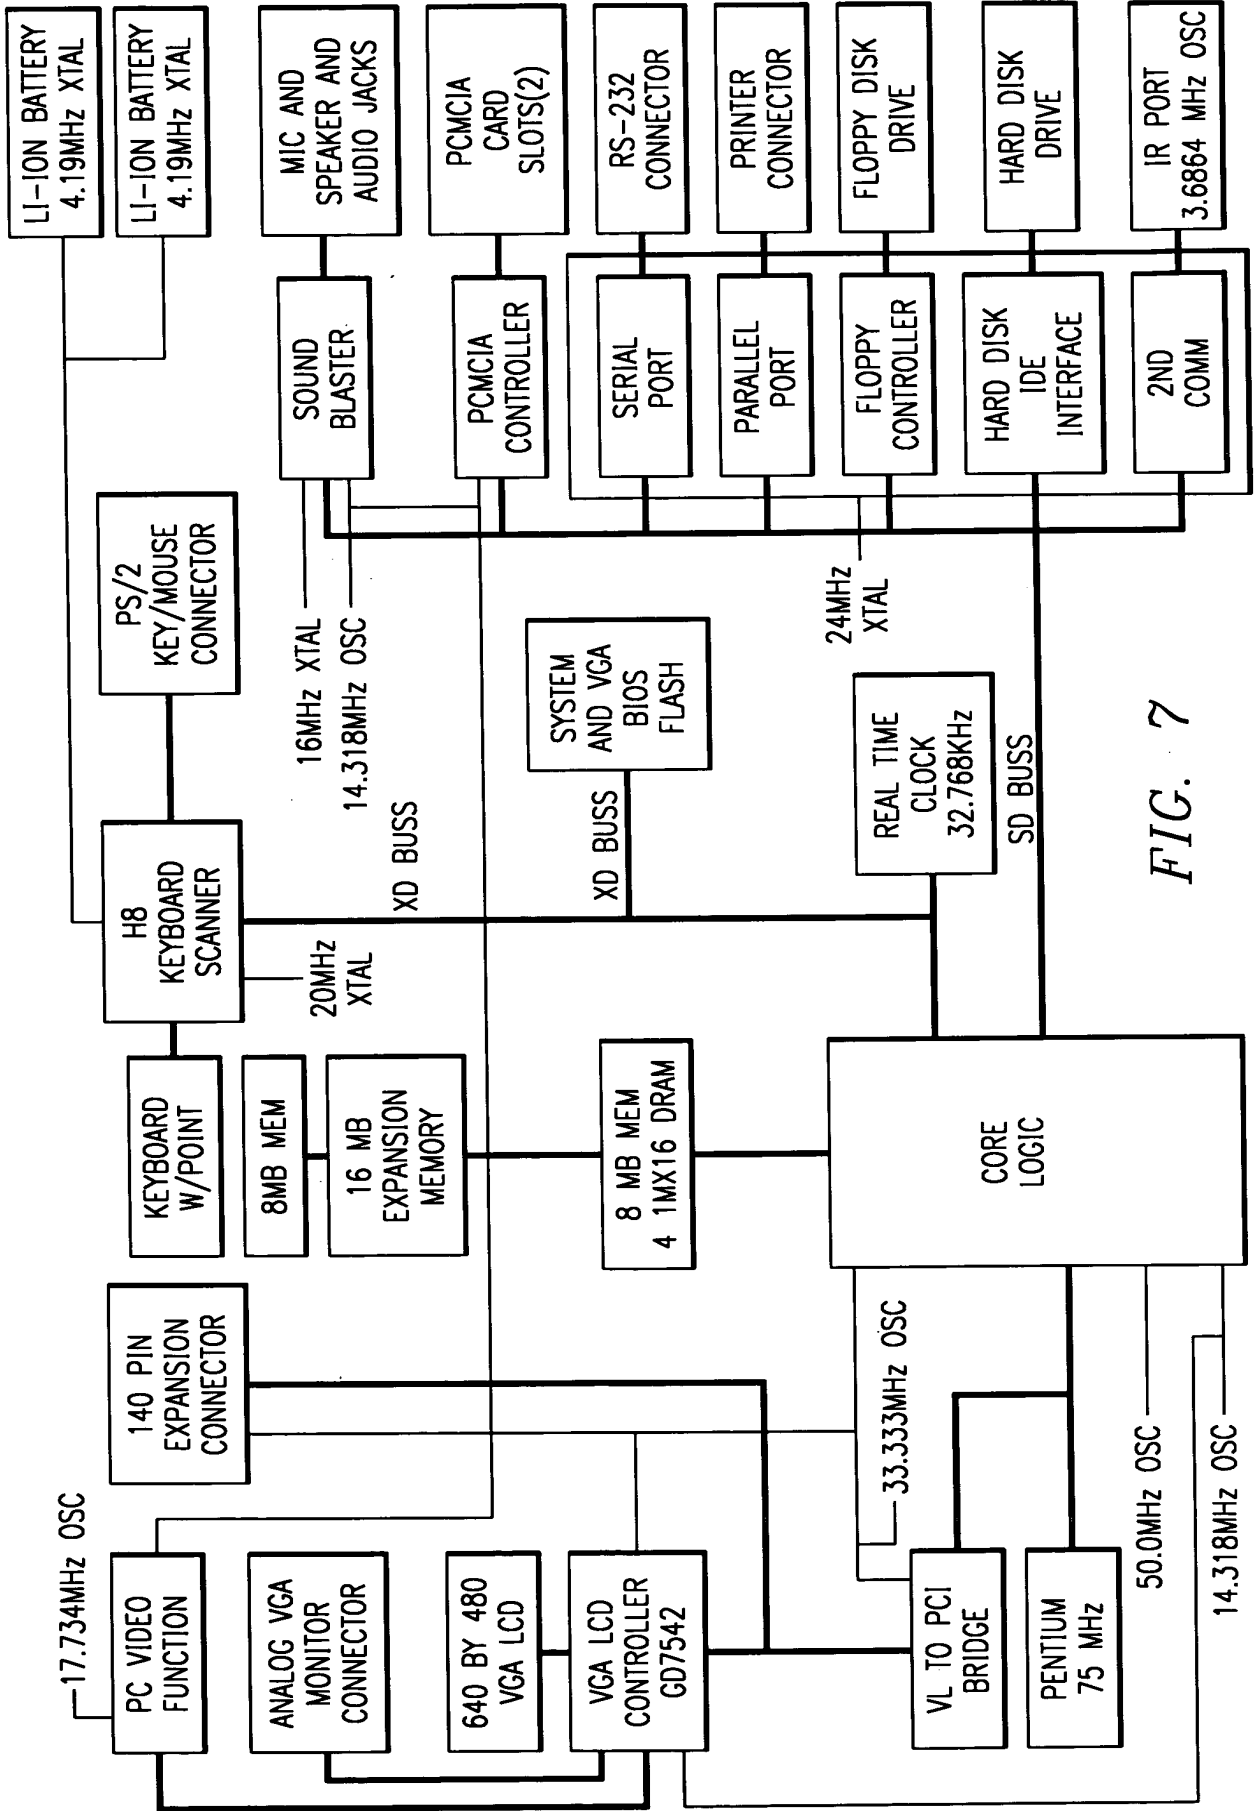 17.734MHz OSC
PC VIDEO
FUNCTION
ANALOG VGA
MONITOR
CONNECTOR
640 BY 480
VGA LCD
VGA LCD
CONTROLLER
GD7542
VL TO PCI
BRIDGE
PENTIUM
75 MHz
140 PIN
EXPANSION
CONNECTOR
33.333MHz OSC
50.0MHz OSC
14.318MHz OSC
KEYBOARD
W/POINT
8MB MEM
16 MB
EXPANSION
MEMORY
8 MB MEM
4 1MX16 DRAM
CORE
LOGIC
H8
KEYBOARD
SCANNER
20MHz
XTAL
XD BUSS
XD BUSS
PS/2
KEY/MOUSE
CONNECTOR
16MHz XTAL
14.318MHz OSC
SYSTEM
AND VGA
BIOS
FLASH
REAL TIME
CLOCK
32.768KHz
SD BUSS
24MHz
XTAL
LI-ION BATTERY
4.19MHz XTAL
LI-ION BATTERY
4.19MHz XTAL
SOUND
BLASTER
MIC AND
SPEAKER AND
AUDIO JACKS
PCMCIA
CONTROLLER
PCMCIA
CARD
SLOTS(2)
SERIAL
PORT
RS-232
CONNECTOR
PARALLEL
PORT
PRINTER
CONNECTOR
FLOPPY
CONTROLLER
FLOPPY DISK
DRIVE
HARD DISK
IDE
INTERFACE
HARD DISK
DRIVE
2ND
COMM
IR PORT
3.6864 MHz OSC
FIG. 7